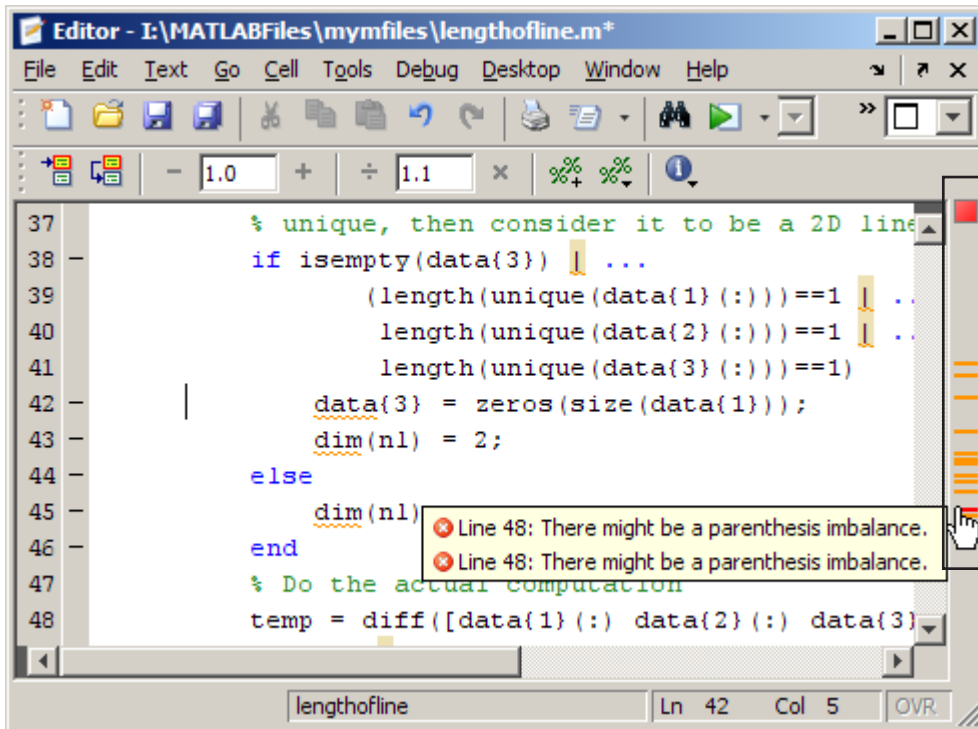 Editor - I:\MATLABFiles\mymfiles\lengthofline.m*
File Edit Text Go Cell Tools Debug Desktop Window Help
1.0 1.1
37 % unique, then consider it to be a 2D line
38 – if isempty(data{3}) | ...
39 (length(unique(data{1}(:)))==1 | ..
40 length(unique(data{2}(:)))==1 | ..
41 length(unique(data{3}(:)))==1)
42 – data{3} = zeros(size(data{1}));
43 – dim(nl) = 2;
44 – else
45 – dim(nl)
46 – end
47 % Do the actual computation
48 temp = diff([data{1}(:) data{2}(:) data{3}
Line 48: There might be a parenthesis imbalance.
Line 48: There might be a parenthesis imbalance.
lengthofline Ln 42 Col 5 OVR